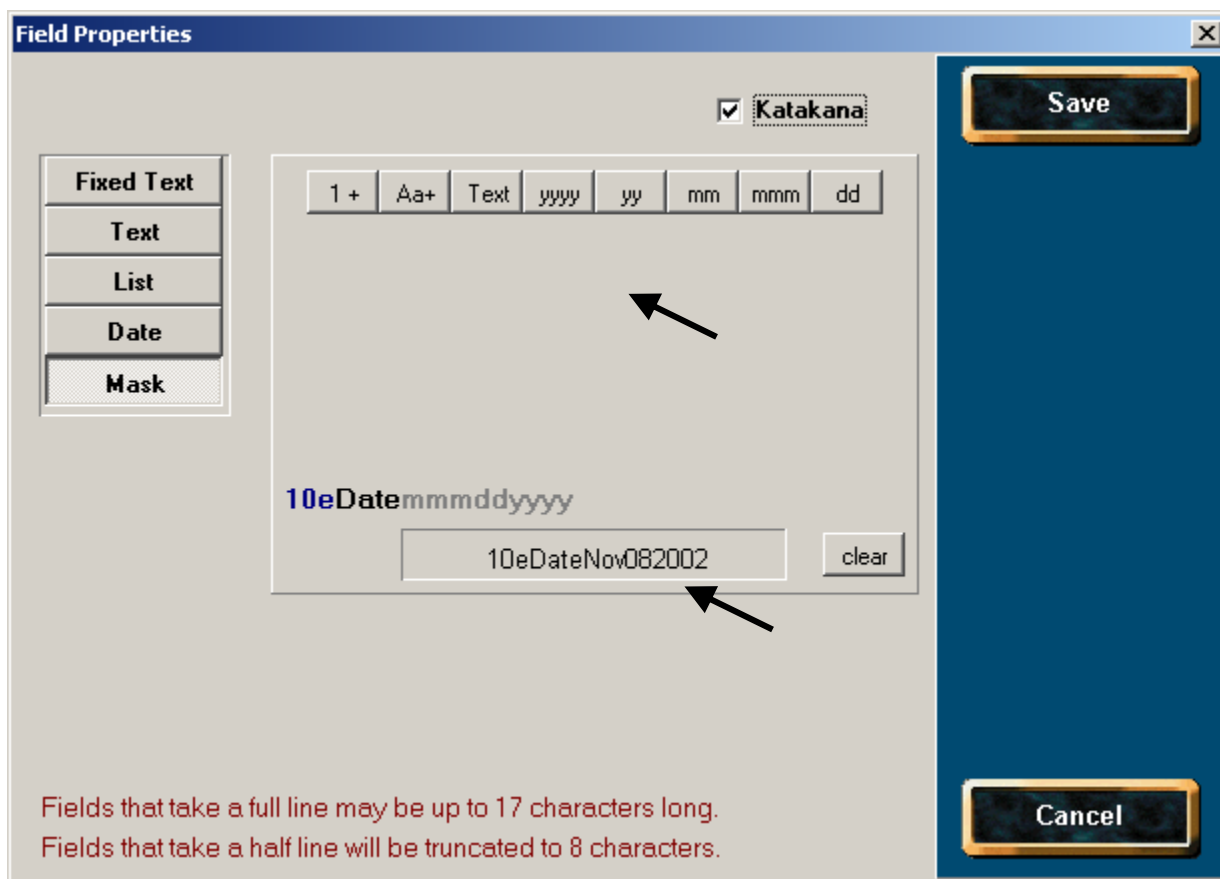 Field Properties
Katakana
Save
Fixed Text
Text
List
Date
Mask
1 + Aa+ Text yyyy yy mm mmm dd
10eDatemmmddyyyy
10eDateNov082002
clear
Fields that take a full line may be up to 17 characters long.
Fields that take a half line will be truncated to 8 characters.
Cancel